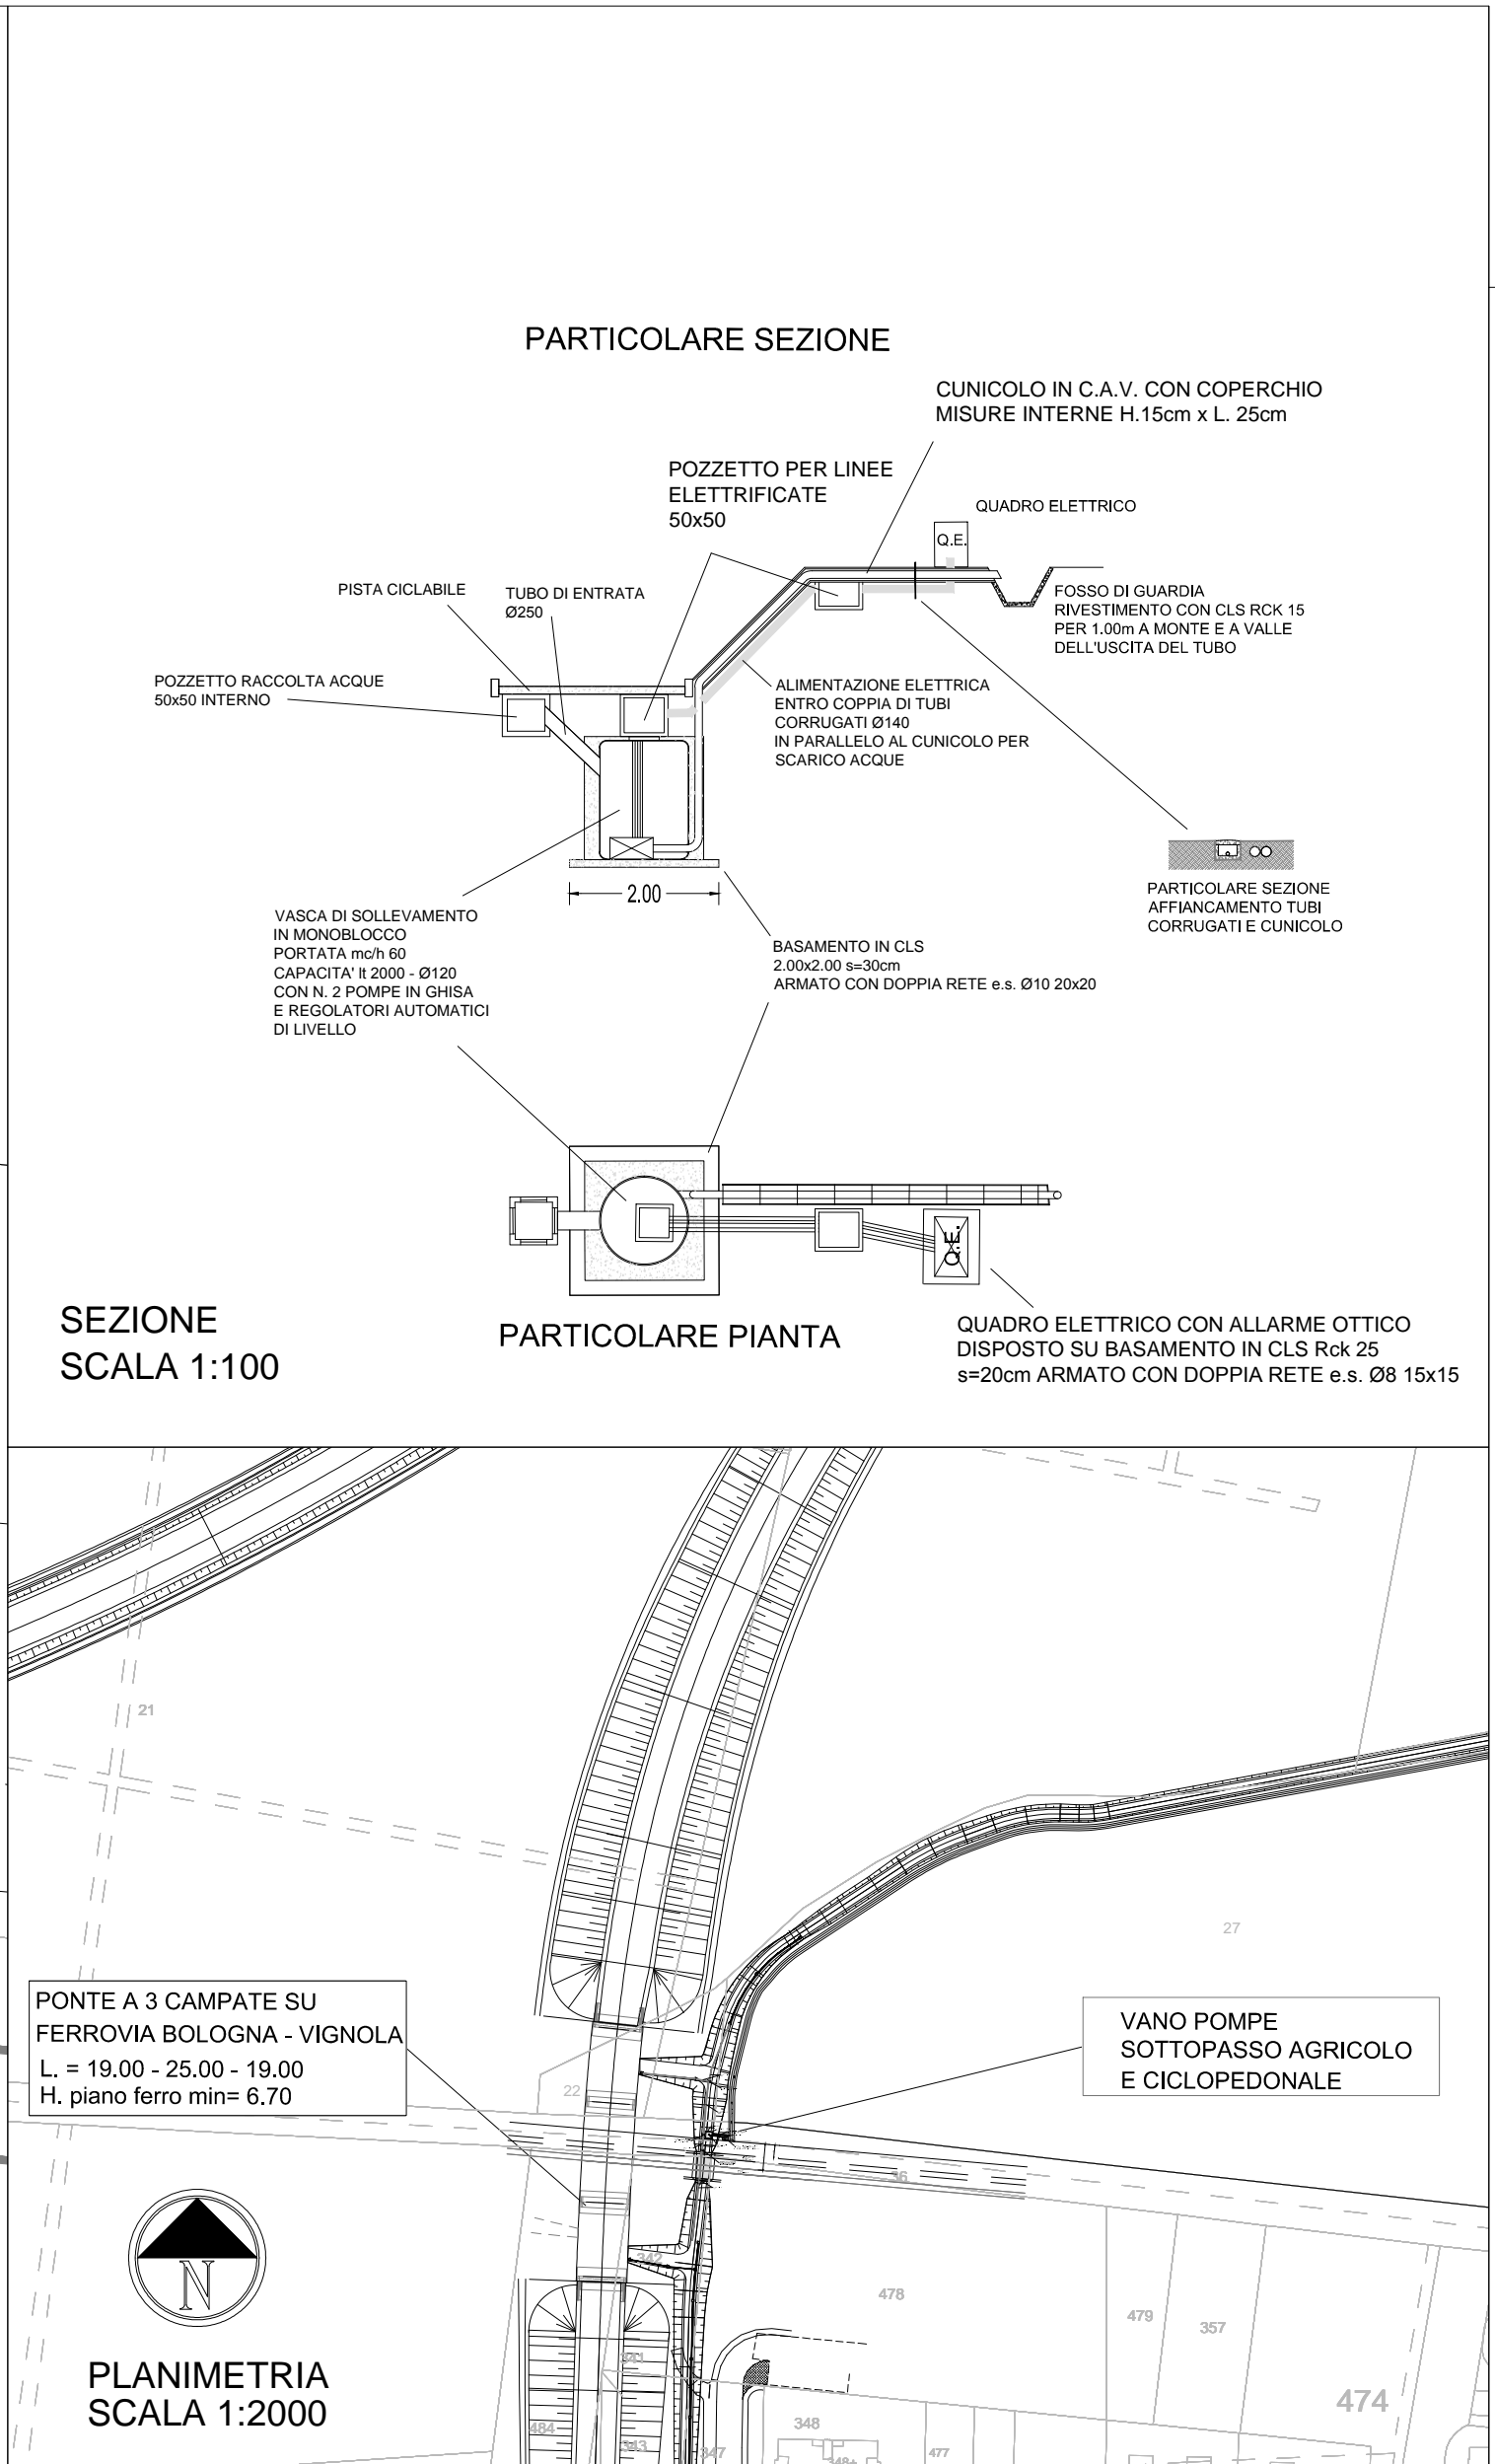 PARTICOLARE SEZIONE
CUNICOLO IN C.A.V. CON COPERCHIO
MISURE INTERNE H.15cm x L. 25cm
POZZETTO PER LINEE
ELETTRIFICATE
50x50
QUADRO ELETTRICO
Q.E.
PISTA CICLABILE
TUBO DI ENTRATA
Ø250
FOSSO DI GUARDIA
RIVESTIMENTO CON CLS RCK 15
PER 1.00m A MONTE E A VALLE
DELL'USCITA DEL TUBO
POZZETTO RACCOLTA ACQUE
50x50 INTERNO
ALIMENTAZIONE ELETTRICA
ENTRO COPPIA DI TUBI
CORRUGATI Ø140
IN PARALLELO AL CUNICOLO PER
SCARICO ACQUE
2.00
PARTICOLARE SEZIONE
AFFIANCAMENTO TUBI
CORRUGATI E CUNICOLO
VASCA DI SOLLEVAMENTO
IN MONOBLOCCO
PORTATA mc/h 60
CAPACITA' lt 2000 - Ø120
CON N. 2 POMPE IN GHISA
E REGOLATORI AUTOMATICI
DI LIVELLO
BASAMENTO IN CLS
2.00x2.00 s=30cm
ARMATO CON DOPPIA RETE e.s. Ø10 20x20
Q.E.
SEZIONE
SCALA 1:100
PARTICOLARE PIANTA
QUADRO ELETTRICO CON ALLARME OTTICO
DISPOSTO SU BASAMENTO IN CLS Rck 25
s=20cm ARMATO CON DOPPIA RETE e.s. Ø8 15x15
21
27
PONTE A 3 CAMPATE SU
FERROVIA BOLOGNA - VIGNOLA
L. = 19.00 - 25.00 - 19.00
H. piano ferro min= 6.70
VANO POMPE
SOTTOPASSO AGRICOLO
E CICLOPEDONALE
22
36
N
342
478
479
357
341
474
PLANIMETRIA
SCALA 1:2000
484
343
347
348
348+
477